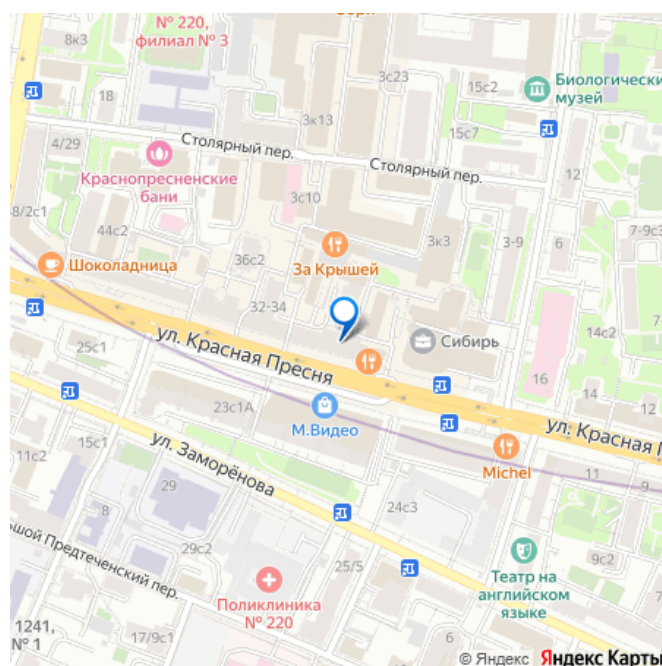 № 220,
филиал № 3
8к3
18
3к13
3с23
15с2
Биологический
музей
15с7
4/29
Столярный пер.
Столярный пер.
Краснопресненские
бани
12
3с10
8/2с1
44с2
3к3
3-9
6
7-9с3
36с2
За Крышей
Шоколадница
32-34
Сибирь
14с2
ул. Красная Пресня
25с1
16
14
12
23с1А
М.Видео
ул. Красная П
15с1
ул. Заморёнова
11с2
Michel
11
9
29
8
24с3
29с2
шой Предтеченский пер.
25/5
9с2
Театр на
английском
языке
Поликлиника
№ 220
1241,
№ 1
17/9с1
© Яндекс Яндекс Карты